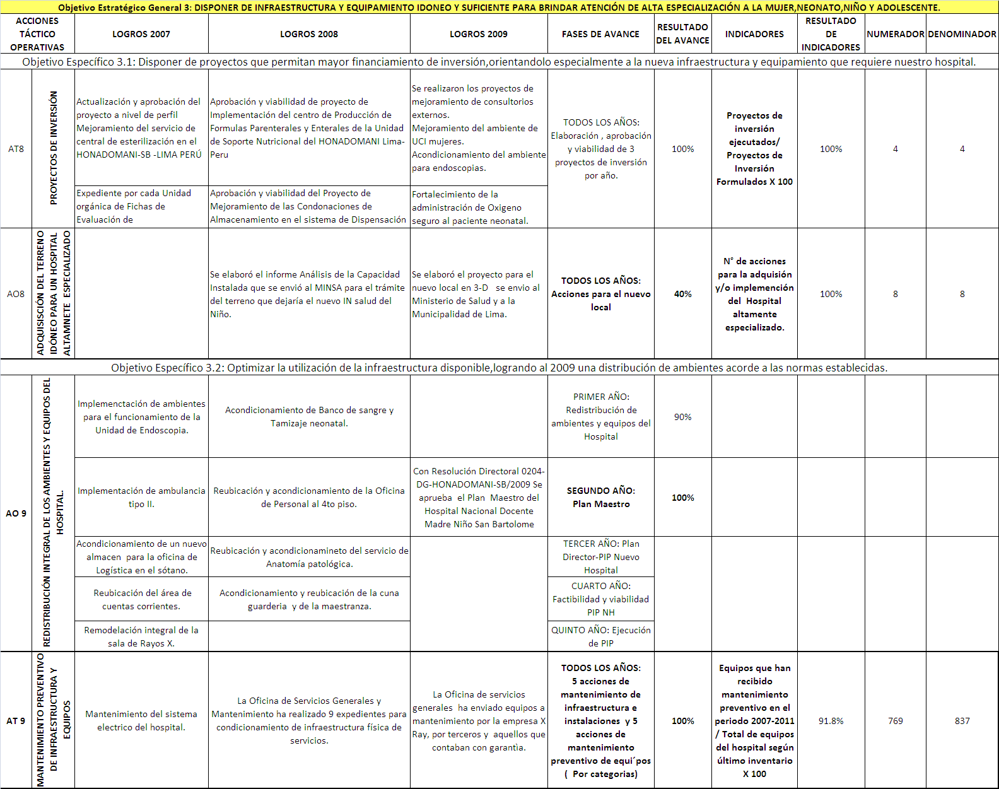 Objetivo Estratégico General 3: DISPONER DE INFRAESTRUCTURA Y EQUIPAMIENTO IDONEO Y SUFICIENTE PARA BRINDAR ATENCIÓN DE ALTA ESPECIALIZACIÓN A LA MUJER,NEONATO,NIÑO Y ADOLESCENTE.
ACCIONES
TÁCTICO
OPERATIVAS
LOGROS 2007
LOGROS 2008
LOGROS 2009
FASES DE AVANCE
RESULTADO
DEL AVANCE
INDICADORES
RESULTADO
DE
INDICADORES
NUMERADOR
DENOMINADOR
Objetivo Específico 3.1: Disponer de proyectos que permitan mayor financiamiento de inversión,orientandolo especialmente a la nueva infraestructura y equipamiento que requiere nuestro hospital.
AT8
PROYECTOS DE INVERSIÓN
Actualización y aprobación del
proyecto a nivel de perfil
Mejoramiento del servicio de
central de esterilización en el
HONADOMANI-SB -LIMA PERÚ
Aprobación y viabilidad de proyecto de
Implementación del centro de Producción de
Formulas Parenterales y Enterales de la Unidad
de Soporte Nutricional del HONADOMANI Lima-
Peru
Se realizaron los proyectos de
mejoramiento de consultorios
externos.
Mejoramiento del ambiente de
UCI mujeres.
Acondicionamiento del ambiente
para endoscopias.
TODOS LOS AÑOS:
Elaboración , aprobación
y viabilidad de 3
proyectos de inversión
por año.
100%
Proyectos de
inversión
ejecutados/
Proyectos de
Inversión
Formulados X 100
100%
4
4
Expediente por cada Unidad
orgánica de Fichas de
Evaluación de
Aprobación y viabilidad del Proyecto de
Mejoramiento de las Condonaciones de
Almacenamiento en el sistema de Dispensación
Fortalecimiento de la
administración de Oxigeno
seguro al paciente neonatal.
AO8
ADQUISISCIÓN DEL TERRENO
IDÓNEO PARA UN HOSPITAL
ALTAMNETE ESPECIALIZADO
Se elaboró el informe Análisis de la Capacidad
Instalada que se envió al MINSA para el trámite
del terreno que dejaría el nuevo IN salud del
Niño.
Se elaboró el proyecto para el
nuevo local en 3-D se envio al
Ministerio de Salud y a la
Municipalidad de Lima.
TODOS LOS AÑOS:
Acciones para el nuevo
local
40%
N° de acciones
para la adquisión
y/o implemención
del Hospital
altamente
especializado.
100%
8
8
Objetivo Específico 3.2: Optimizar la utilización de la infraestructura disponible,logrando al 2009 una distribución de ambientes acorde a las normas establecidas.
AO 9
REDISTRIBUCIÓN INTEGRAL DE LOS AMBIENTES Y EQUIPOS DEL
HOSPITAL.
Implemenctación de ambientes
para el funcionamiento de la
Unidad de Endoscopia.
Acondicionamiento de Banco de sangre y
Tamizaje neonatal.
PRIMER AÑO:
Redistribución de
ambientes y equipos del
Hospital
90%
Implementación de ambulancia
tipo II.
Reubicación y acondicionamiento de la Oficina
de Personal al 4to piso.
Con Resolución Directoral 0204-
DG-HONADOMANI-SB/2009 Se
aprueba el Plan Maestro del
Hospital Nacional Docente
Madre Niño San Bartolome
SEGUNDO AÑO:
Plan Maestro
100%
Acondicionamiento de un nuevo
almacen para la oficina de
Logística en el sótano.
Reubicación y acondicionamineto del servicio de
Anatomía patológica.
TERCER AÑO: Plan
Director-PIP Nuevo
Hospital
Reubicación del área de
cuentas corrientes.
Acondicionamiento y reubicación de la cuna
guarderia y de la maestranza.
CUARTO AÑO:
Factibilidad y viabilidad
PIP NH
Remodelación integral de la
sala de Rayos X.
QUINTO AÑO: Ejecución
de PIP
AT 9
MANTENIMIENTO PREVENTIVO
DE INFRAESTRUCTURA Y
EQUIPOS
Mantenimiento del sistema
electrico del hospital.
La Oficina de Servicios Generales y
Mantenimiento ha realizado 9 expedientes para
condicionamiento de infraestructura física de
servicios.
La Oficina de servicios
generales ha enviado equipos a
mantenimiento por la empresa X
Ray, por terceros y aquellos que
contaban con garantìa.
TODOS LOS AÑOS:
5 acciones de
mantenimiento de
infraestructura e
instalaciones y 5
acciones de
mantenimiento
preventivo de equi´pos
( Por categorias)
100%
Equipos que han
recibido
mantenimiento
preventivo en el
periodo 2007-2011
/ Total de equipos
del hospital según
último inventario
X 100
91.8%
769
837